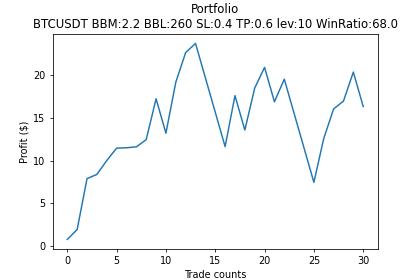 Portfolio
BTCUSDT BBM:2.2 BBL:260 SL:0.4 TP:0.6 lev:10 WinRatio:68.0
20
15
10
5
0
Profit ($)
0 5 10 15 20 25 30
Trade counts